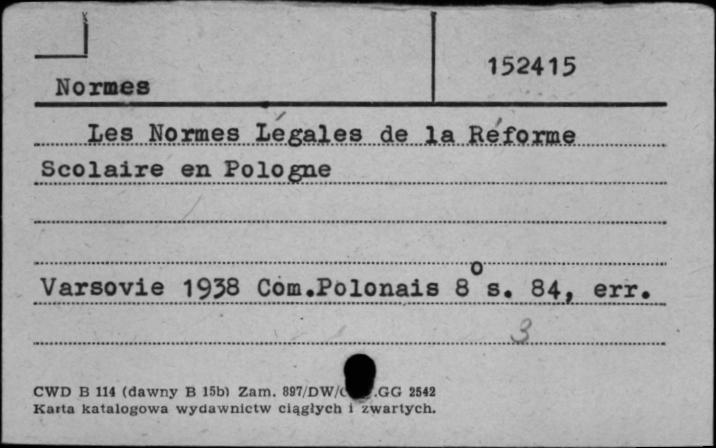 152415
Normes
Les Normes Légales de la Réforme
Scolaire en Pologne
Varsovie 1938 Com.Polonais 8° s. 84, err.
3
CWD B 114 (dawny B 15b) Zam. 897/DW/ .GG 2542
Karta katalogowa wydawnictw ciągłych i zwartych.